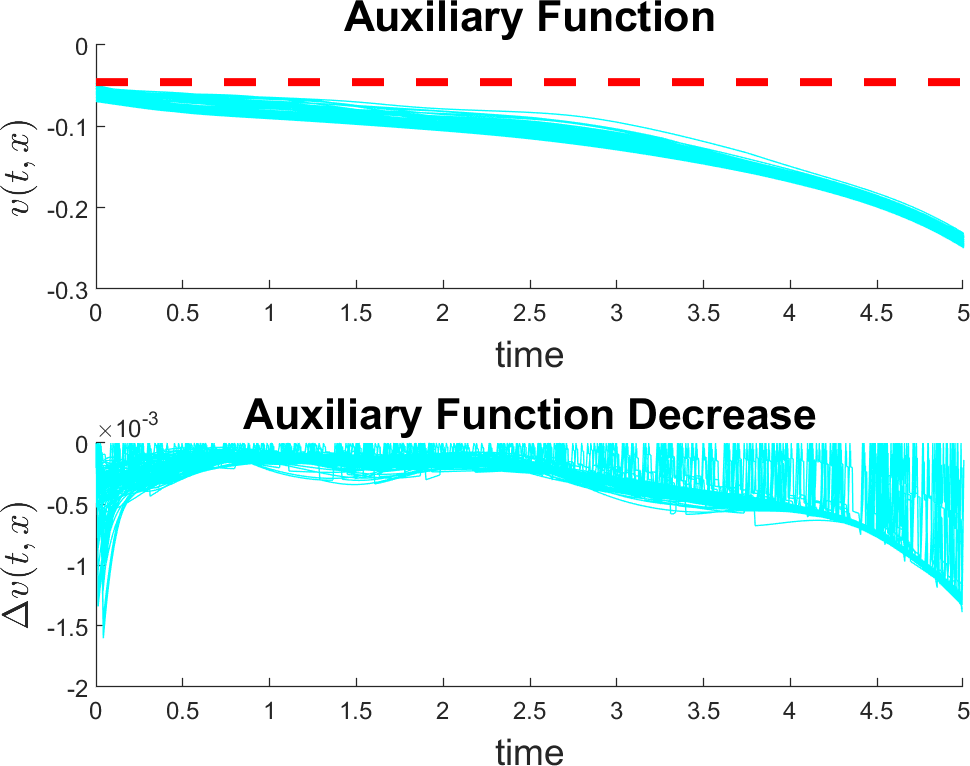 Auxiliary Function
0
-0.1
-0.2
-0.3
v(t, x)
0 0.5 1 1.5 2 2.5 3 3.5 4 4.5 5
time
Auxiliary Function Decrease
×10-3
0
-0.5
-1
-1.5
-2
Δv(t, x)
0 0.5 1 1.5 2 2.5 3 3.5 4 4.5 5
time